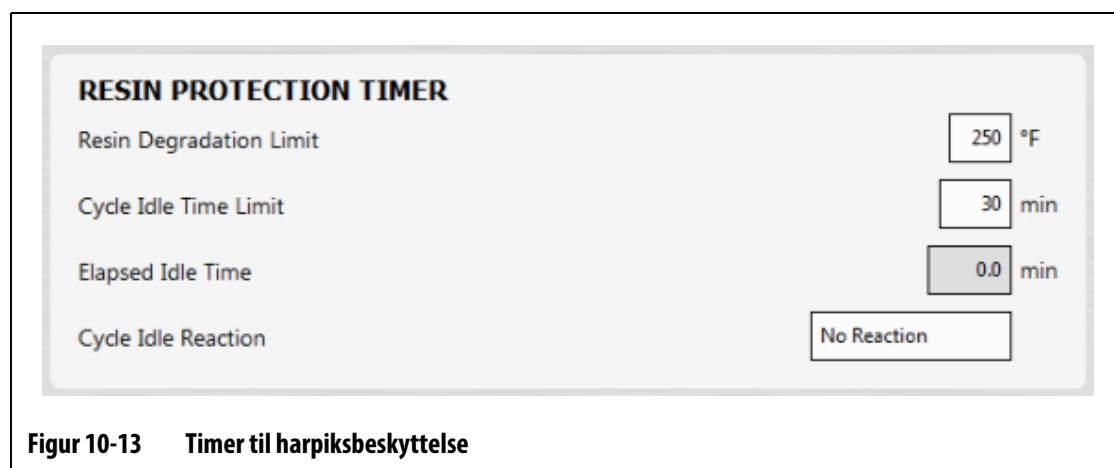 RESIN PROTECTION TIMER
Resin Degradation Limit 250 °F
Cycle Idle Time Limit 30 min
Elapsed Idle Time 0.0 min
Cycle Idle Reaction No Reaction
Figur 10-13 Timer til harpiksbeskyttelse